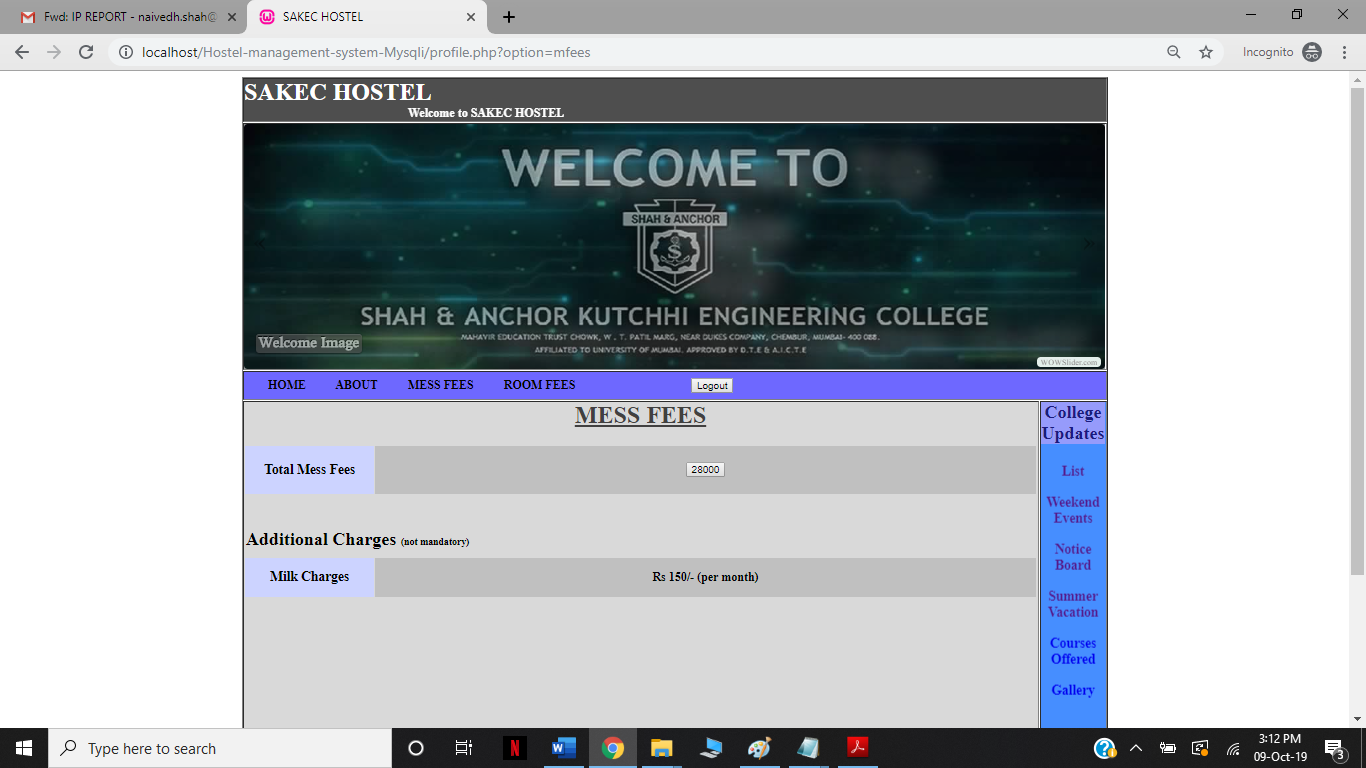 Fwd: IP REPORT - naivedh.shah@
SAKEC HOSTEL
localhost/Hostel-management-system-Mysqli/profile.php?option=mfees
Incognito
SAKEC HOSTEL
Welcome to SAKEC HOSTEL
WELCOME TO
SHAH & ANCHOR
S
SHAH & ANCHOR KUTCHHI ENGINEERING COLLEGE
MAHAVIR EDUCATION TRUST CHOWK, W . T. PATIL MARG, NEAR DUKES COMPANY, CHEMBUR, MUMBAI- 400 088.
AFFILIATED TO UNIVERSITY OF MUMBAI. APPROVED BY D.T.E & A.I.C.T.E
Welcome Image
WOWSlider.com
HOME ABOUT MESS FEES ROOM FEES Logout
MESS FEES
Total Mess Fees 28000
Additional Charges (not mandatory)
Milk Charges Rs 150/- (per month)
College
Updates
List
Weekend
Events
Notice
Board
Summer
Vacation
Courses
Offered
Gallery
Type here to search
N
W
3:12 PM
09-Oct-19
3